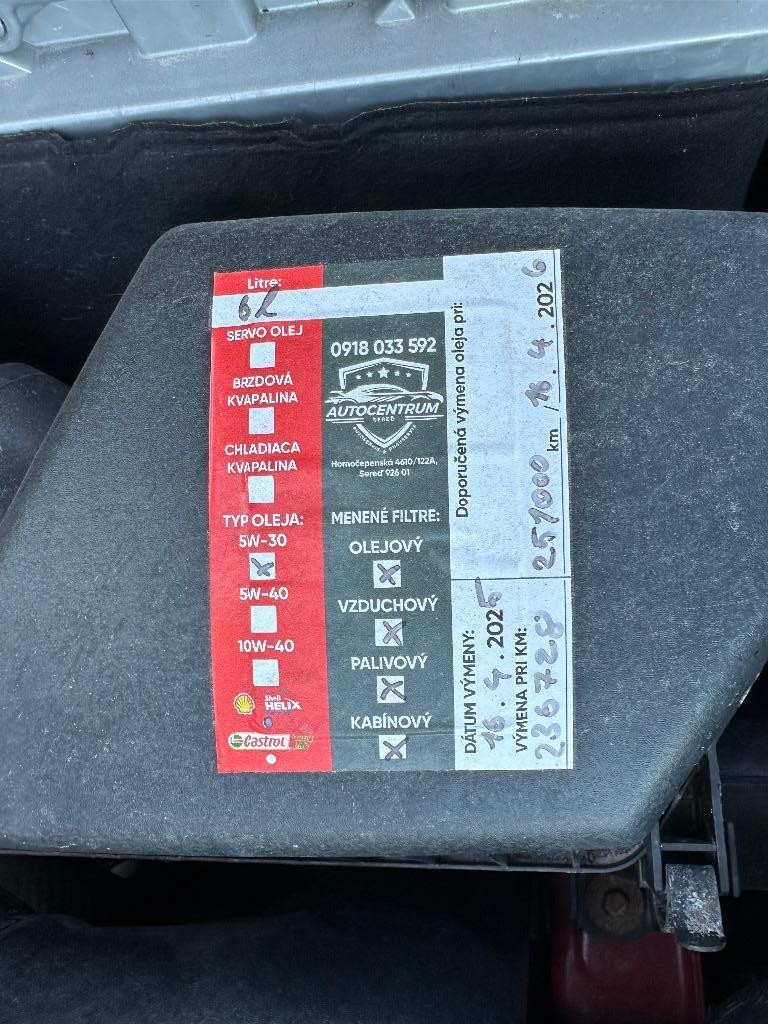 Litre:
6l
SERVO OLEJ
BRZDOVÁ
KVAPALINA
CHLADIACA
KVAPALINA
TYP OLEJA:
5W-30
x
5W-40
10W-40
Shell
HELIX
Castrol
0918 033 592
AUTOCENTRUM
SEREĎ
Hornočepenská 4610/122A,
Sereď 926 01
MENENÉ FILTRE:
OLEJOVÝ
x
VZDUCHOVÝ
x
PALIVOVÝ
x
KABÍNOVÝ
x
Doporučená výmena oleja pri:
251000 km / 16.4.2026
DÁTUM VÝMENY:
16.4.2025
VÝMENA PRI KM:
236728